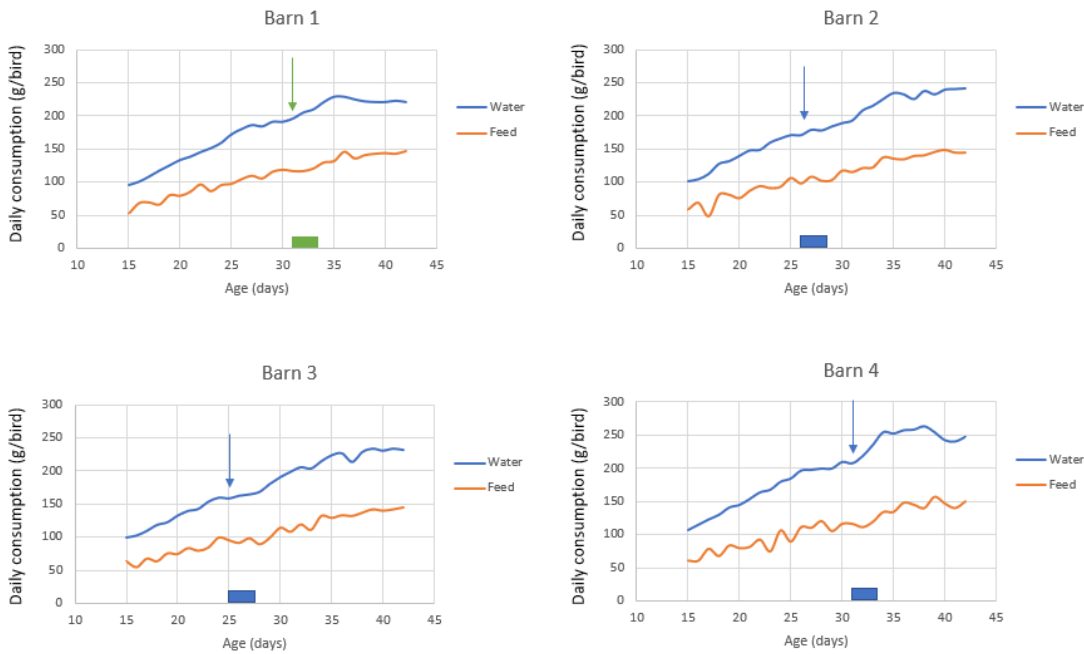 Barn 1
Daily consumption (g/bird)
300
250
200
150
100
50
0
10 15 20 25 30 35 40 45
Age (days)
Water
Feed
Barn 2
Daily consumption (g/bird)
300
250
200
150
100
50
0
10 15 20 25 30 35 40 45
Age (days)
Water
Feed
Barn 3
Daily consumption (g/bird)
300
250
200
150
100
50
0
10 15 20 25 30 35 40 45
Age (days)
Water
Feed
Barn 4
Daily consumption (g/bird)
300
250
200
150
100
50
0
10 15 20 25 30 35 40 45
Age (days)
Water
Feed